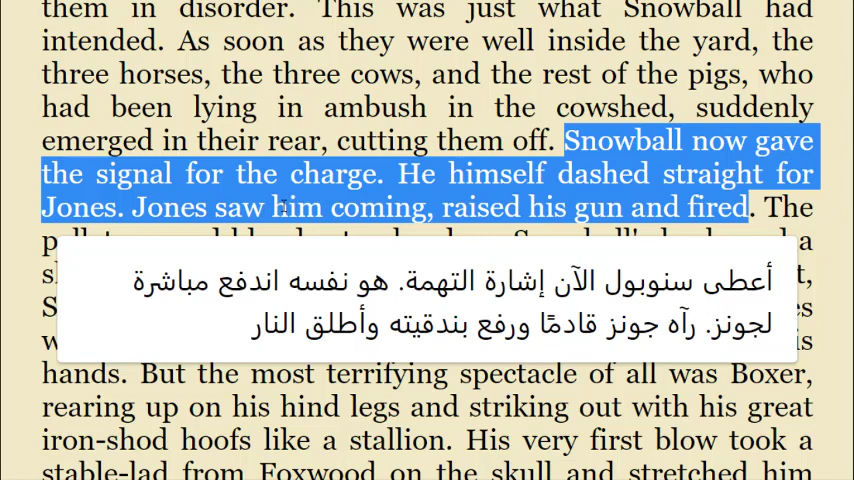 them in disorder. This was just what Snowball had
intended. As soon as they were well inside the yard, the
three horses, the three cows, and the rest of the pigs, who
had been lying in ambush in the cowshed, suddenly
emerged in their rear, cutting them off. Snowball now gave
the signal for the charge. He himself dashed straight for
Jones. Jones saw him coming, raised his gun and fired. The
أعطى سنوبول الآن إشارة التهمة. هو نفسه اندفع مباشرة
لجونز. رآه جونز قادمًا ورفع بندقيته وأطلق النار
hands. But the most terrifying spectacle of all was Boxer,
rearing up on his hind legs and striking out with his great
iron-shod hoofs like a stallion. His very first blow took a
stable-lad from Foxwood on the skull and stretched him